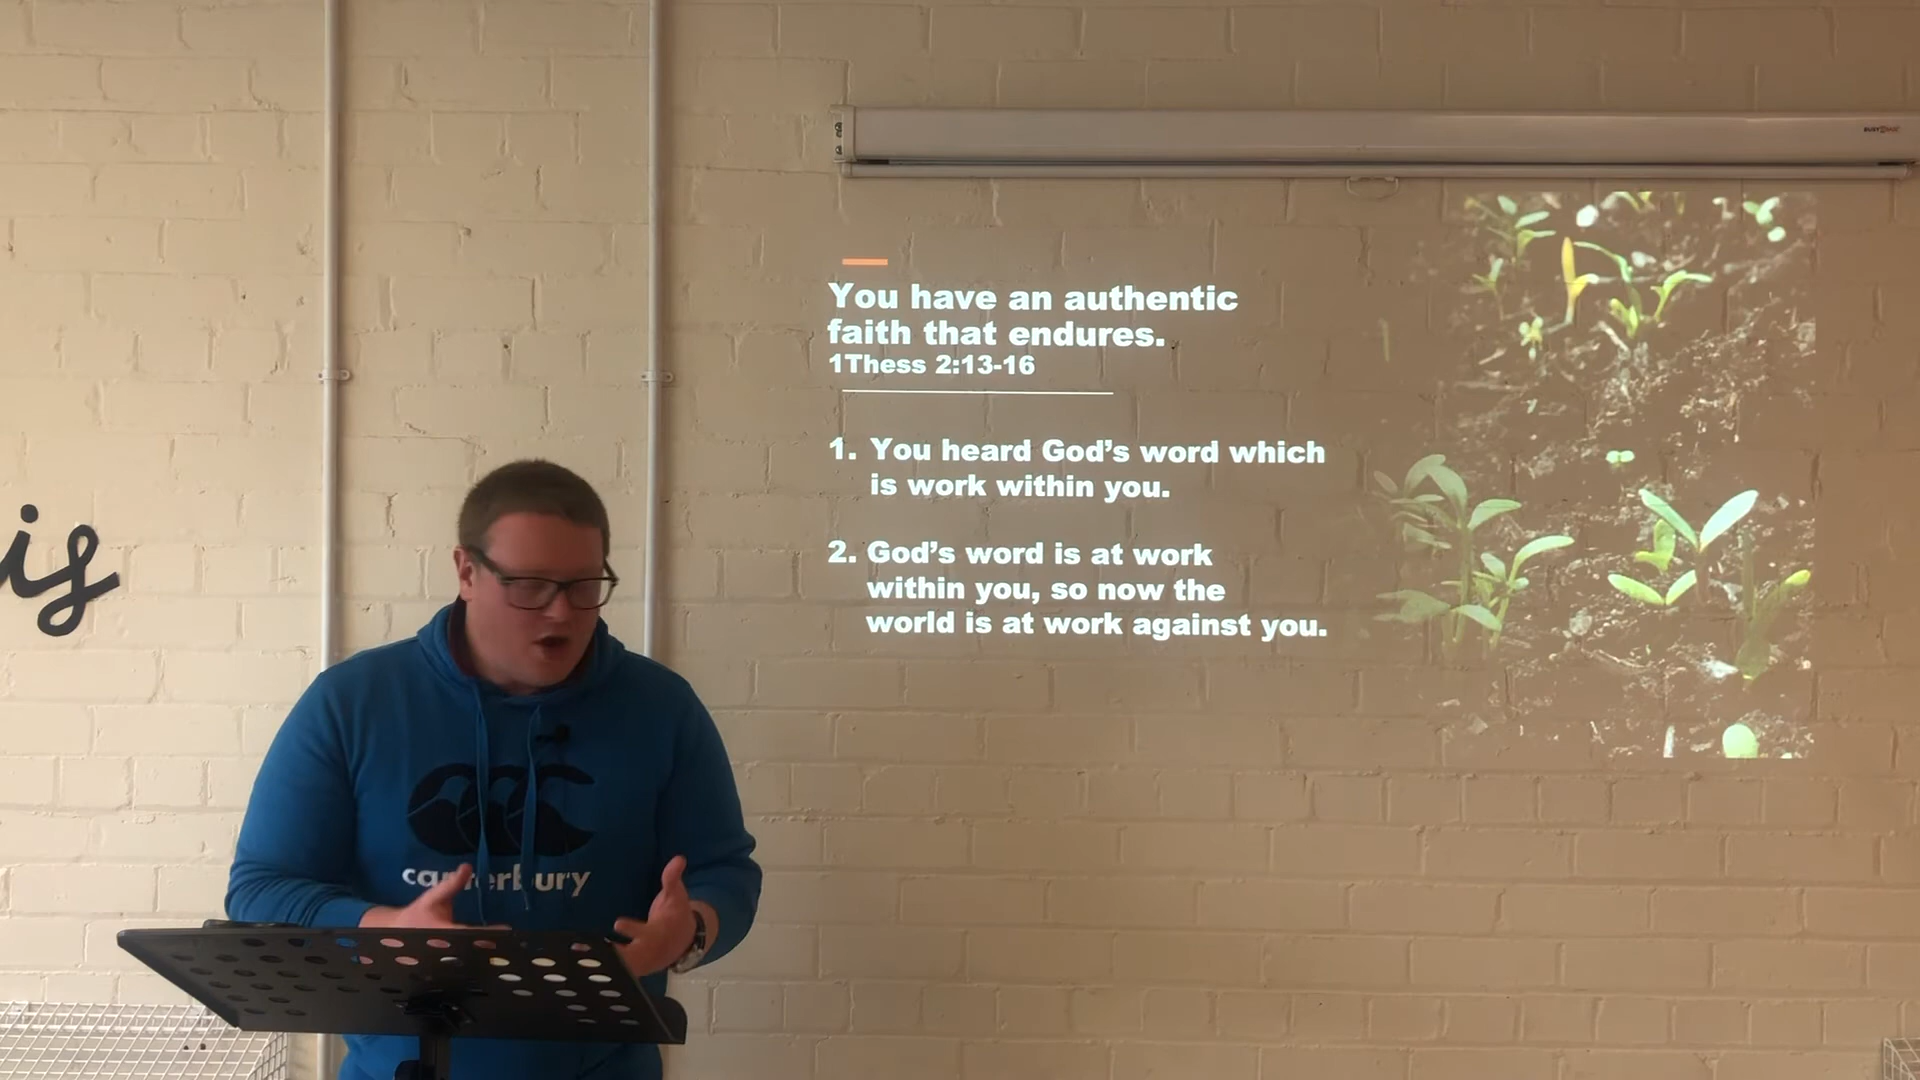 You have an authentic
faith that endures.
1Thess 2:13-16
1. You heard God's word which
is work within you.
2. God's word is at work
within you, so now the
world is at work against you.
is
canterbury